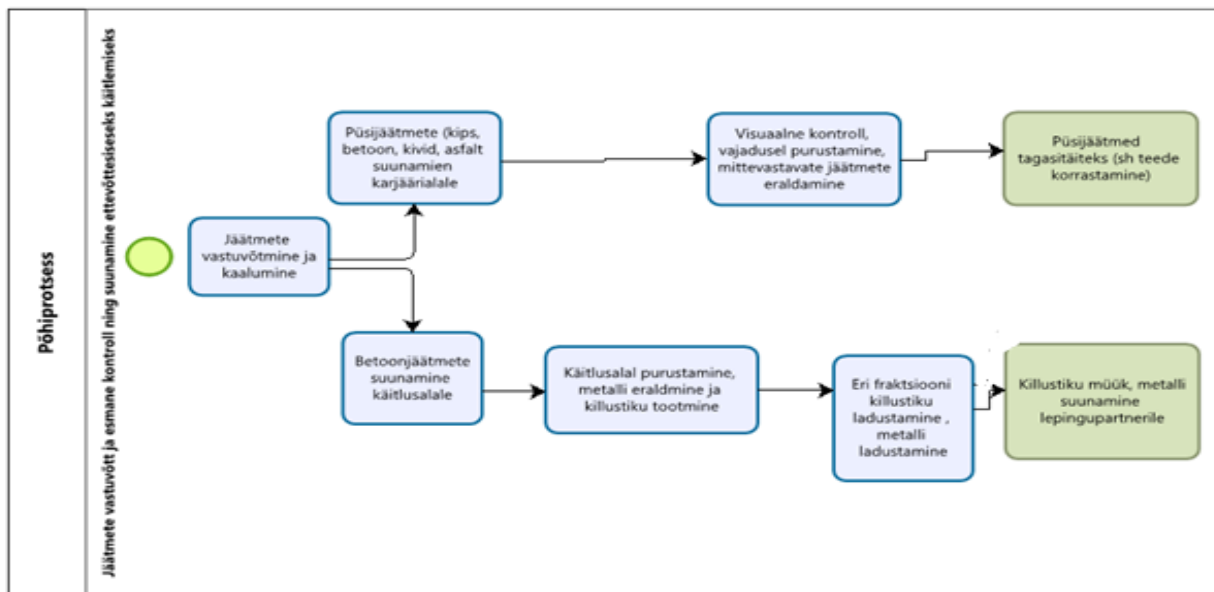 Põhiprotsess
Jäätmete vastuvõtt ja esmane kontroll ning suunamine ettevõttesiseseks käitlemiseks
Jäätmete
vastuvõtmine ja
kaalumine
Püsijäätmete (kips,
betoon, kivid, asfalt
suunamien
karjäärialale
Visuaalne kontroll,
vajadusel purustamine,
mittevastavate jäätmete
eraldamine
Püsijäätmed
tagasitäiteks (sh teede
korrastamine)
Betoonjäätmete
suunamine
käitlusalale
Käitlusalal purustamine,
metalli eraldmine ja
killustiku tootmine
Eri fraktsiooni
killustiku
ladustamine ,
metalli
ladustamine
Killustiku müük, metalli
suunamine
lepingupartnerile